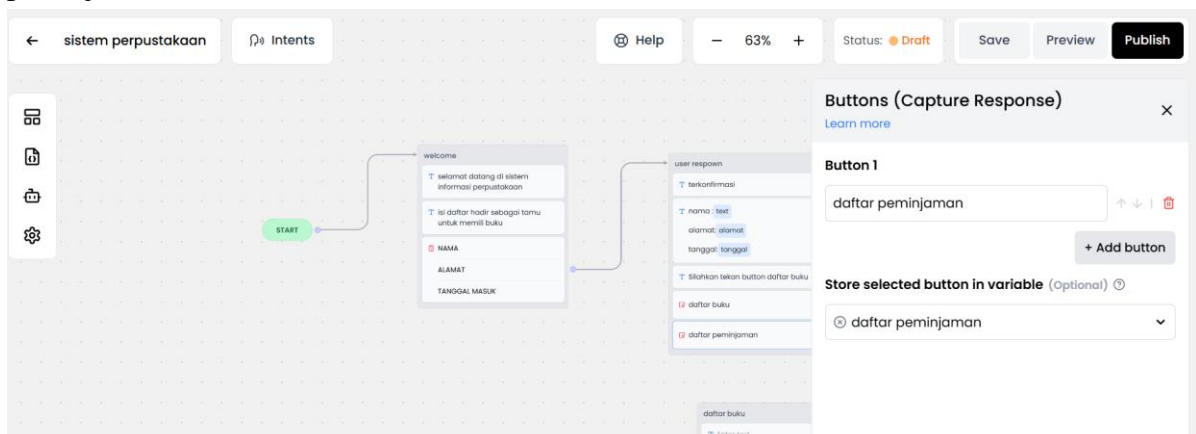 sistem perpustakaan
Intents
Help
63%
Status: Draft
Save
Preview
Publish
START
welcome
selamat datang di sistem
informasi perpustakaan
isi daftar hadir sebagai tamu
untuk memili buku
NAMA
ALAMAT
TANGGAL MASUK
user respown
terkonfirmasi
nama : text
alamat: alamat
tanggal: tanggal
Silahkan tekan button daftar buku
daftar buku
daftar peminjaman
daftar buku
Buttons (Capture Response)
Learn more
Button 1
daftar peminjaman
+ Add button
Store selected button in variable (Optional)
daftar peminjaman